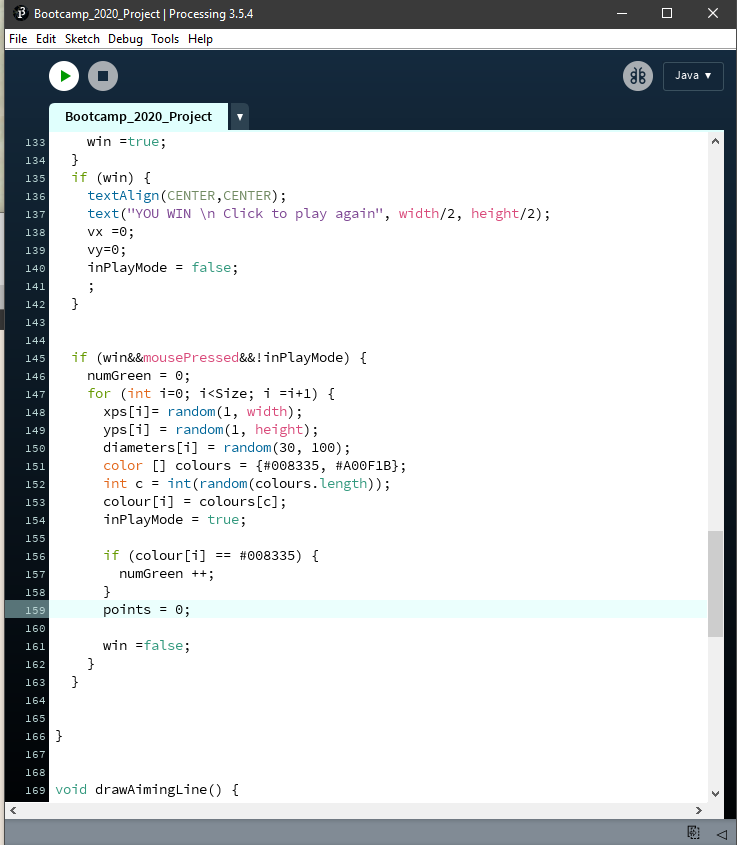 Bootcamp_2020_Project | Processing 3.5.4
File Edit Sketch Debug Tools Help
Java ▼
Bootcamp_2020_Project ▼
133     win =true;
134   }
135   if (win) {
136     textAlign(CENTER,CENTER);
137     text("YOU WIN \n Click to play again", width/2, height/2);
138     vx =0;
139     vy=0;
140     inPlayMode = false;
141     ;
142   }
143
144
145   if (win&&mousePressed&&!inPlayMode) {
146     numGreen = 0;
147     for (int i=0; i<Size; i =i+1) {
148       xps[i]= random(1, width);
149       yps[i] = random(1, height);
150       diameters[i] = random(30, 100);
151       color [] colours = {#008335, #A00F1B};
152       int c = int(random(colours.length));
153       colour[i] = colours[c];
154       inPlayMode = true;
155
156       if (colour[i] == #008335) {
157         numGreen ++;
158       }
159       points = 0;
160
161       win =false;
162     }
163   }
164
165
166 }
167
168
169 void drawAimingLine() {